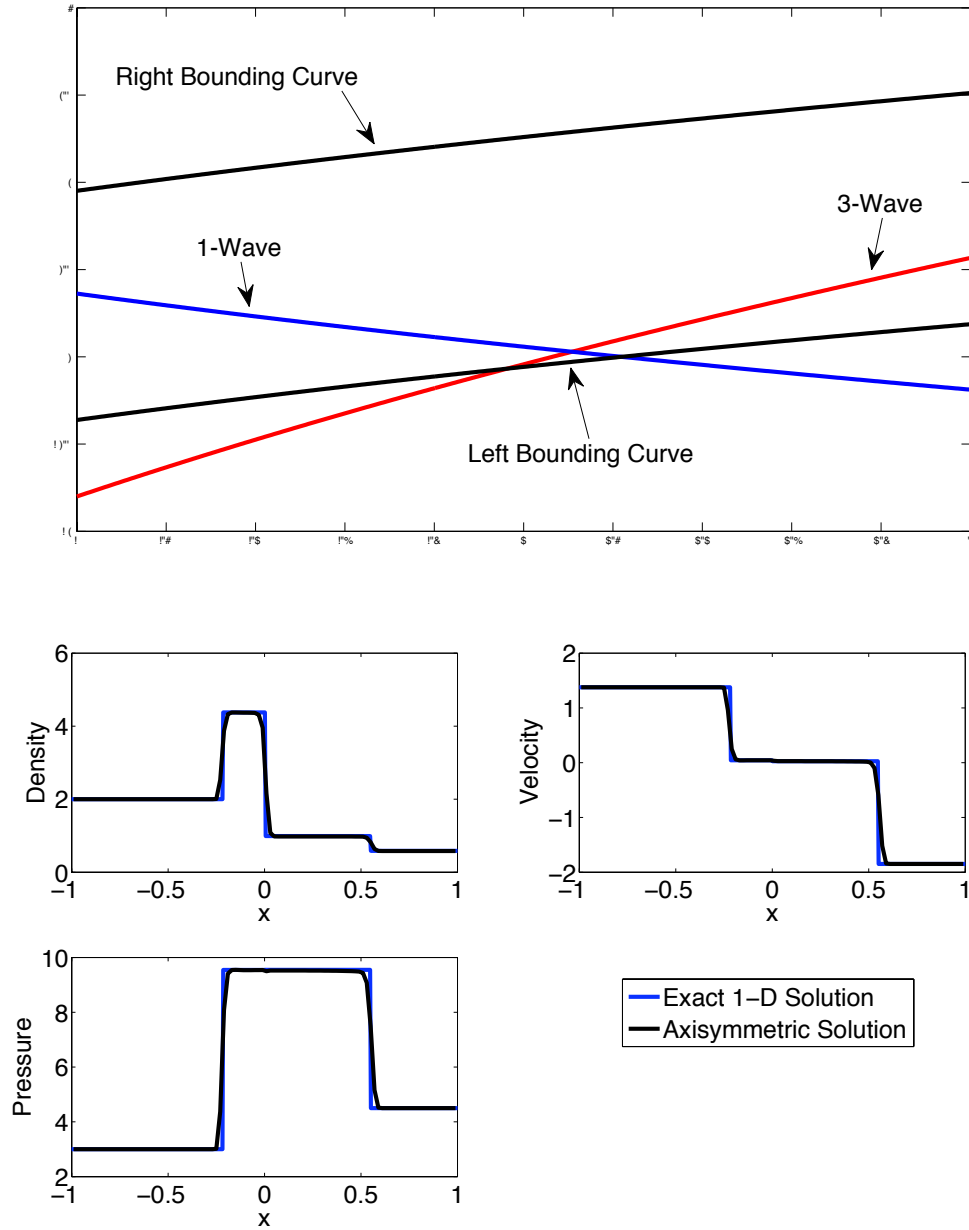 #
Right Bounding Curve
("'
(
3-Wave
1-Wave
)"'
)
Left Bounding Curve
! )"'
! (
! !"# !"$ !"% !"& $ $"# $"$ $"% $"&
6
4
2
0
Density
−1 −0.5 0 0.5 1
x
2
1
0
−1
−2
Velocity
−1 −0.5 0 0.5 1
x
10
8
6
4
2
Pressure
−1 −0.5 0 0.5 1
x
Exact 1−D Solution
Axisymmetric Solution